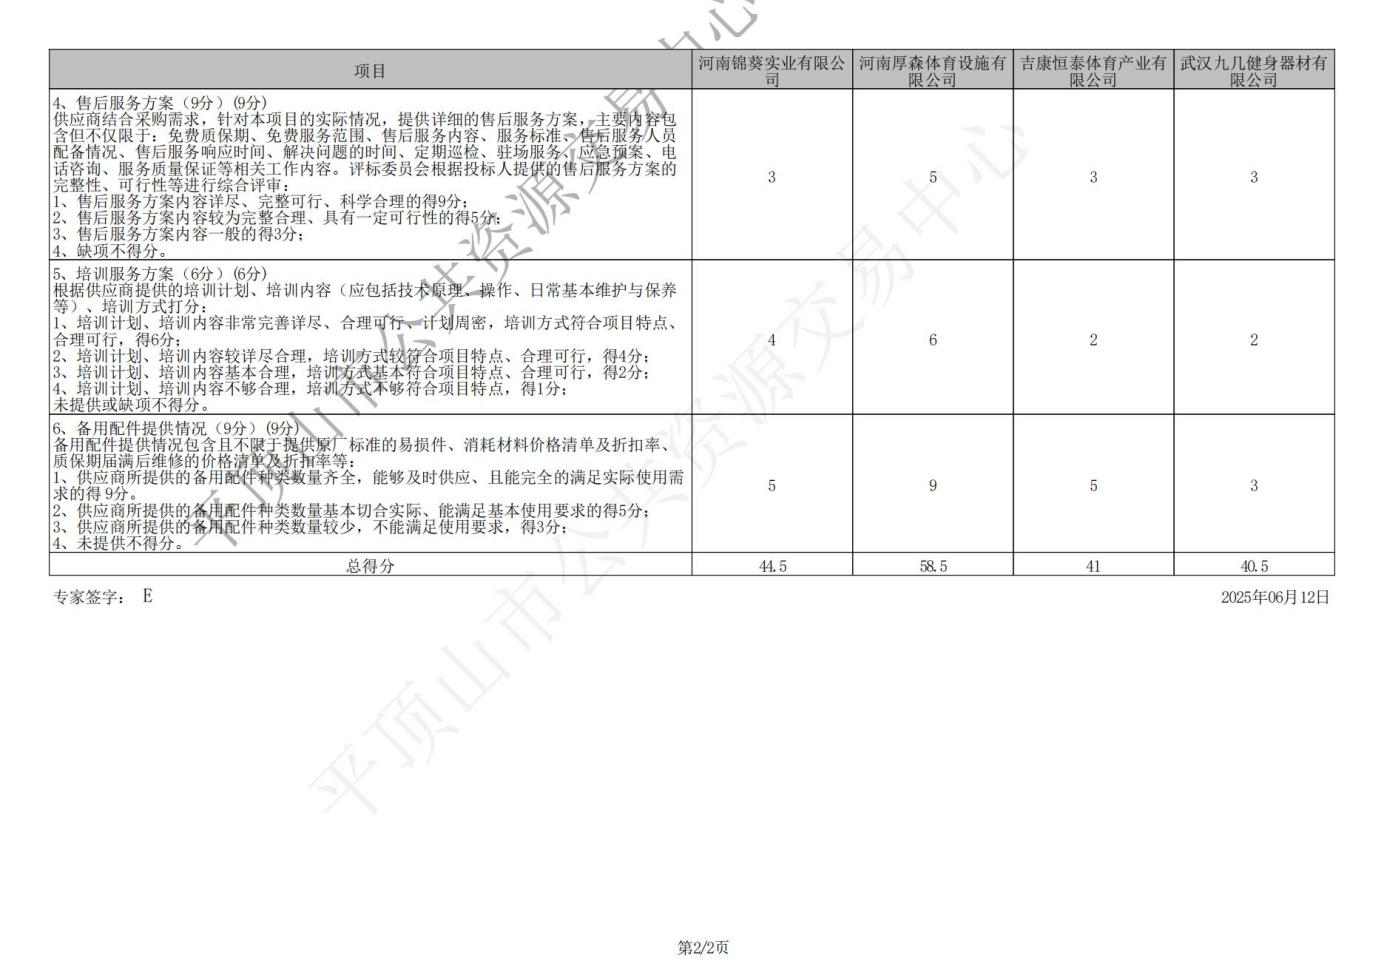 项目
河南锦葵实业有限公
司
河南厚森体育设施有
限公司
吉康恒泰体育产业有
限公司
武汉九几健身器材有
限公司
4、售后服务方案（9分）(9分)
供应商结合采购需求，针对本项目的实际情况，提供详细的售后服务方案，主要内容包
含但不仅限于：免费质保期、免费服务范围、售后服务内容、服务标准、售后服务人员
配备情况、售后服务响应时间、解决问题的时间、定期巡检、驻场服务、应急预案、电
话咨询、服务质量保证等相关工作内容。评标委员会根据投标人提供的售后服务方案的
完整性、可行性等进行综合评审：
1、售后服务方案内容详尽、完整可行、科学合理的得9分；
2、售后服务方案内容较为完整合理、具有一定可行性的得5分；
3、售后服务方案内容一般的得3分；
4、缺项不得分。
3
5
3
3
5、培训服务方案（6分）(6分)
根据供应商提供的培训计划、培训内容（应包括技术原理、操作、日常基本维护与保养
等）、培训方式打分：
1、培训计划、培训内容非常完善详尽、合理可行、计划周密，培训方式符合项目特点、
合理可行，得6分；
2、培训计划、培训内容较详尽合理，培训方式较符合项目特点、合理可行，得4分；
3、培训计划、培训内容基本合理，培训方式基本符合项目特点、合理可行，得2分；
4、培训计划、培训内容不够合理，培训方式不够符合项目特点，得1分；
未提供或缺项不得分。
4
6
2
2
6、备用配件提供情况（9分）(9分)
备用配件提供情况包含且不限于提供原厂标准的易损件、消耗材料价格清单及折扣率、
质保期届满后维修的价格清单及折扣率等：
1、供应商所提供的备用配件种类数量齐全，能够及时供应、且能完全的满足实际使用需
求的得 9分。
2、供应商所提供的备用配件种类数量基本切合实际、能满足基本使用要求的得5分；
3、供应商所提供的备用配件种类数量较少，不能满足使用要求，得3分；
4、未提供不得分。
5
9
5
3
总得分
44.5
58.5
41
40.5
专家签字： E
2025年06月12日
平顶山市公共资源交易中心
平顶山市公共资源交易中心
第2/2页